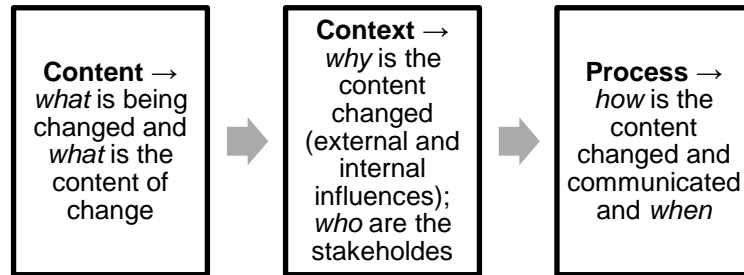 Content →
what is being
changed and
what is the
content of
change
Context →
why is the
content
changed
(external and
internal
influences);
who are the
stakeholdes
Process →
how is the
content
changed and
communicated
and when